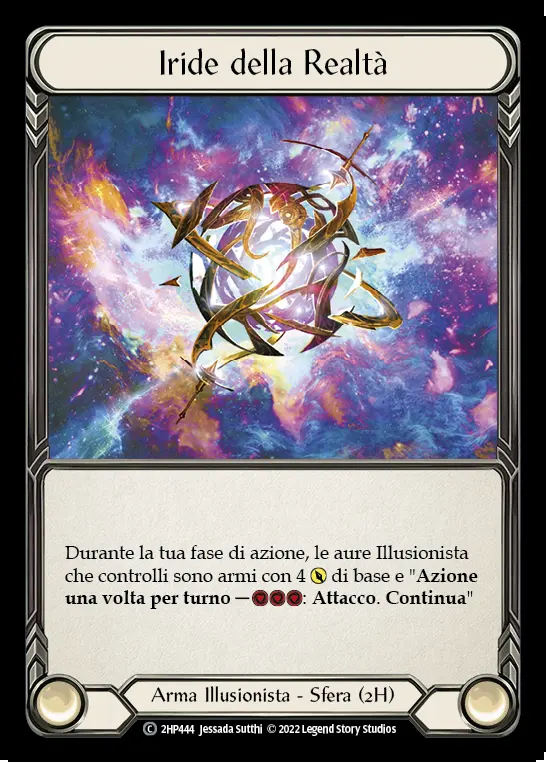 Iride della Realtà
Durante la tua fase di azione, le aure Illusionista
che controlli sono armi con 4 di base e "Azione
una volta per turno — : Attacco. Continua"
Arma Illusionista - Sfera (2H)
C 2HP444 Jessada Sutthi © 2022 Legend Story Studios